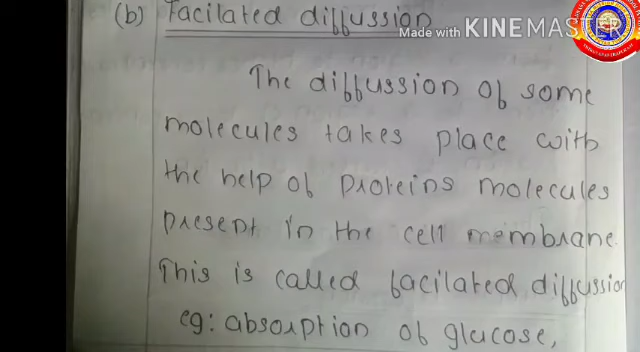 (b) Facilated diffussion
Made with KINEMASTER
The diffussion of some
molecules takes place with
the help of proteins molecules
present in the cell membrane.
This is called facilated diffussion
eg: absorption of glucose,